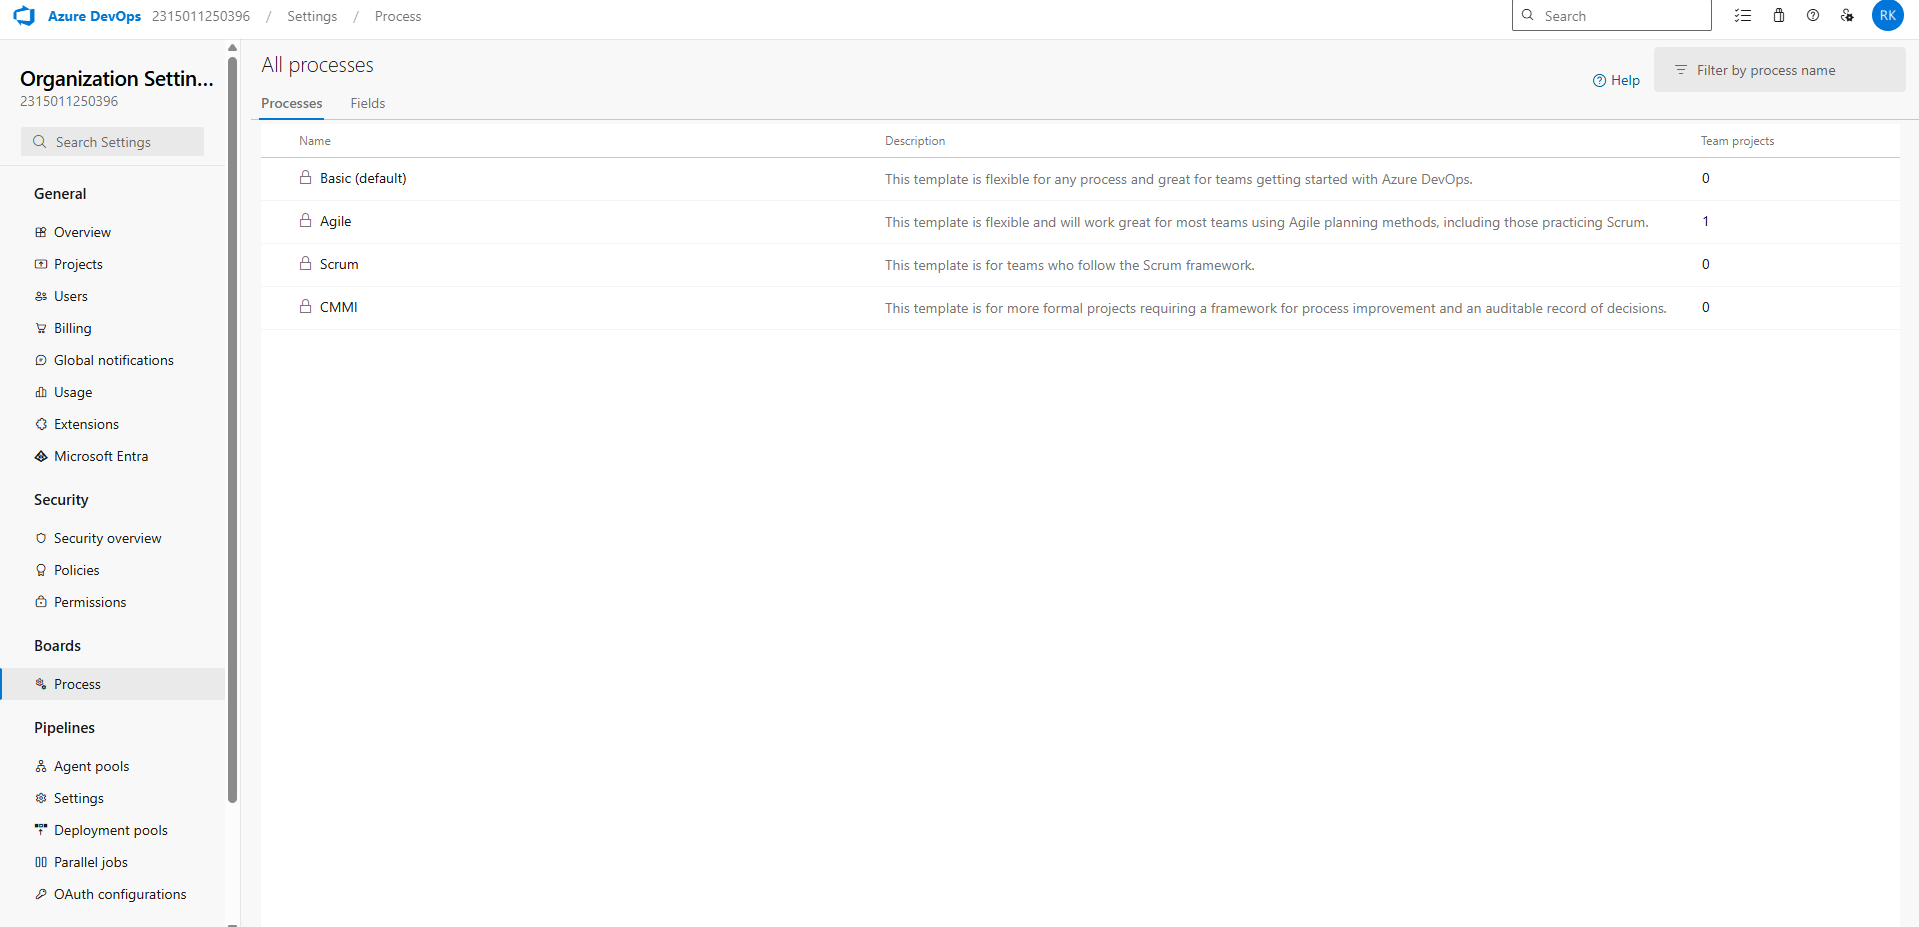 Azure DevOps 2315011250396 / Settings / Process
Search
RK
Organization Settin...
2315011250396
Search Settings
General
Overview
Projects
Users
Billing
Global notifications
Usage
Extensions
Microsoft Entra
Security
Security overview
Policies
Permissions
Boards
Process
Pipelines
Agent pools
Settings
Deployment pools
Parallel jobs
OAuth configurations
All processes
Help
Filter by process name
Processes Fields
Name Description Team projects
Basic (default) This template is flexible for any process and great for teams getting started with Azure DevOps. 0
Agile This template is flexible and will work great for most teams using Agile planning methods, including those practicing Scrum. 1
Scrum This template is for teams who follow the Scrum framework. 0
CMMI This template is for more formal projects requiring a framework for process improvement and an auditable record of decisions. 0